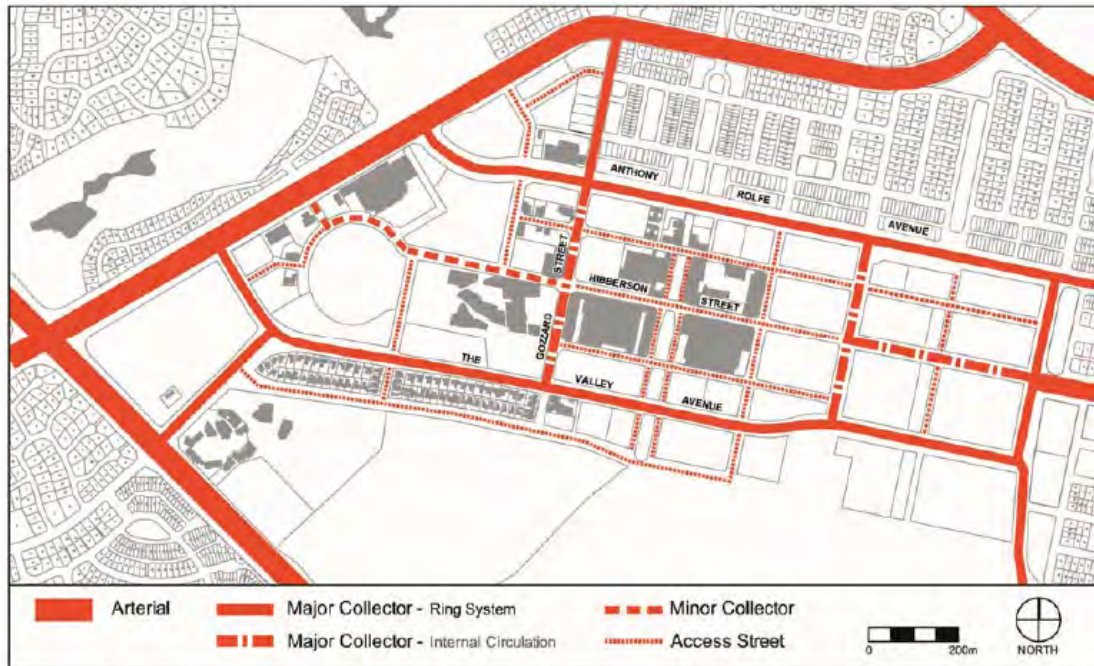 ANTHONY
ROLFE
AVENUE
STREET
HIBBERSON
STREET
GOZZARD
THE
VALLEY
AVENUE
Arterial
Major Collector - Ring System
Minor Collector
Major Collector - Internal Circulation
Access Street
0
200m
NORTH